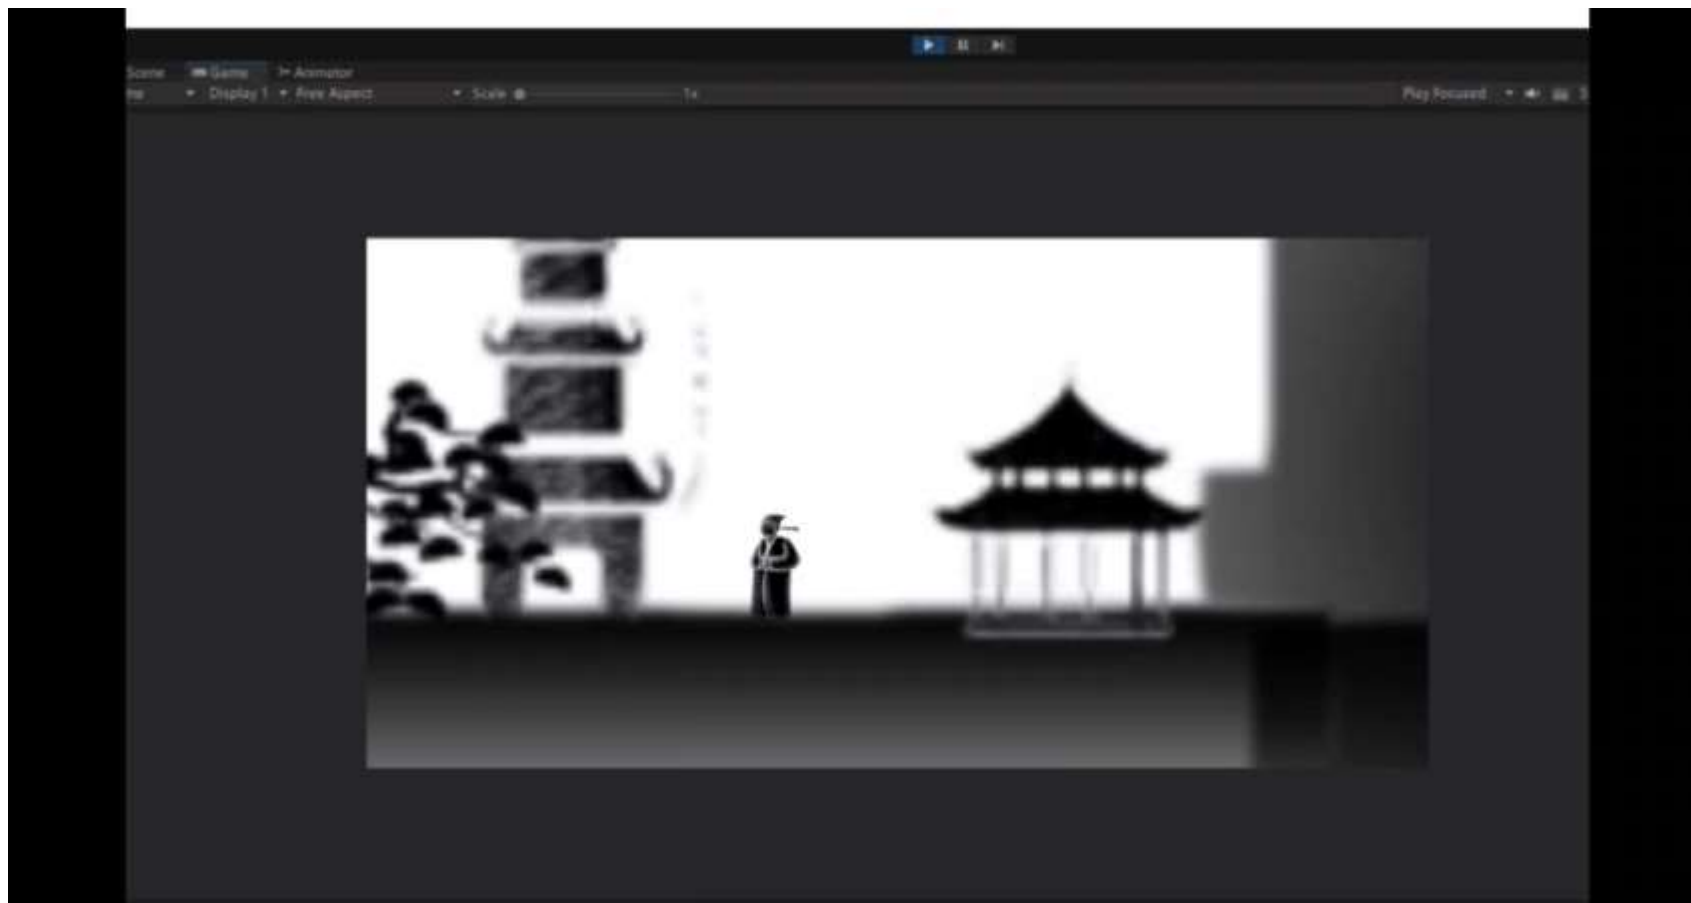 Scene Game Animator
Display 1 Free Aspect Scale 1x Play Focused